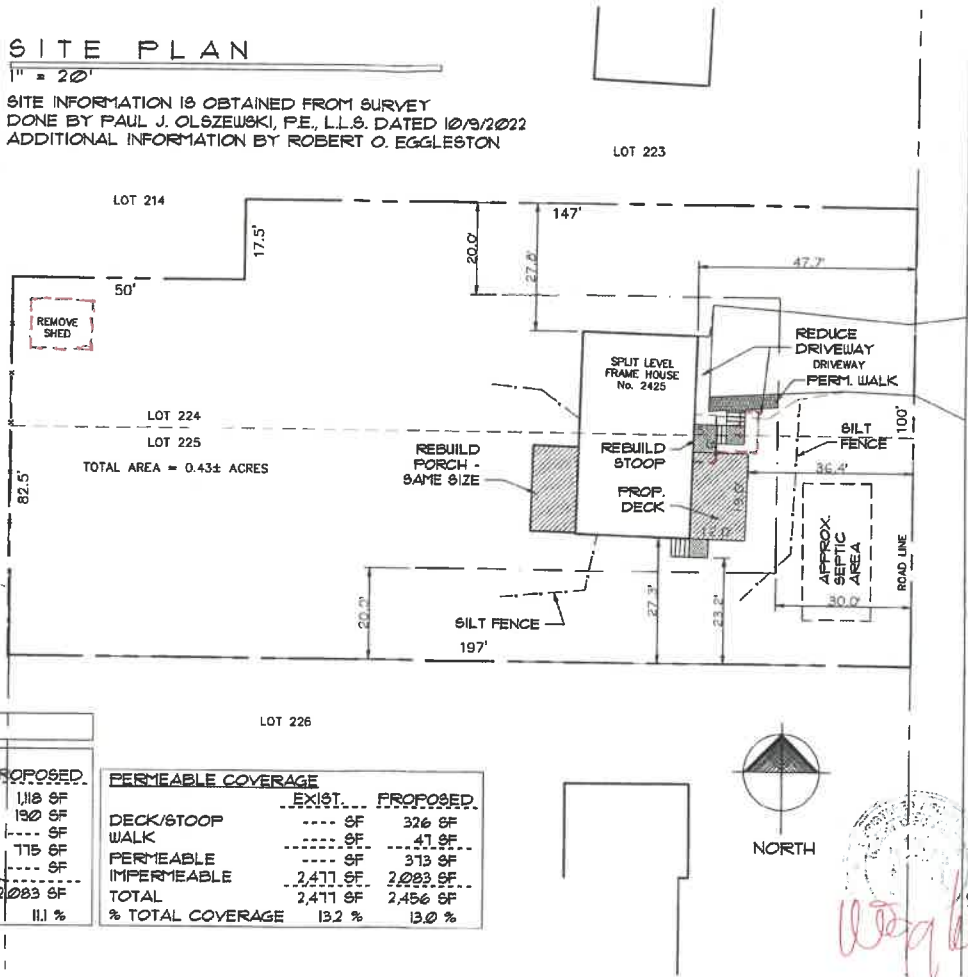 SITE PLAN
1" = 20'
SITE INFORMATION IS OBTAINED FROM SURVEY
DONE BY PAUL J. OLSZEWSKI, P.E., L.L.S. DATED 10/9/2022
ADDITIONAL INFORMATION BY ROBERT O. EGGLESTON
LOT 223
LOT 214
147'
17.5'
20.0'
27.8'
47.7'
50'
REMOVE
SHED
REDUCE
DRIVEWAY
DRIVEWAY
PERM. WALK
SPLIT LEVEL
FRAME HOUSE
No. 2425
LOT 224
LOT 225
TOTAL AREA = 0.43± ACRES
82.5'
REBUILD
PORCH -
SAME SIZE
REBUILD
STOOP
PROP.
DECK
SILT
FENCE
100'
36.4'
19.0'
12.0'
APPROX.
SEPTIC
AREA
ROAD LINE
30.0'
20.2'
27.3'
23.2'
SILT FENCE
197'
LOT 226
ROPOSED
1,118 SF
190 SF
---- SF
775 SF
---- SF
2,083 SF
11.1 %
PERMEABLE COVERAGE
EXIST. PROPOSED
DECK/STOOP ---- SF 326 SF
WALK ---- SF 47 SF
PERMEABLE ---- SF 373 SF
IMPERMEABLE 2,477 SF 2,083 SF
TOTAL 2,477 SF 2,456 SF
% TOTAL COVERAGE 13.2 % 13.0 %
NORTH